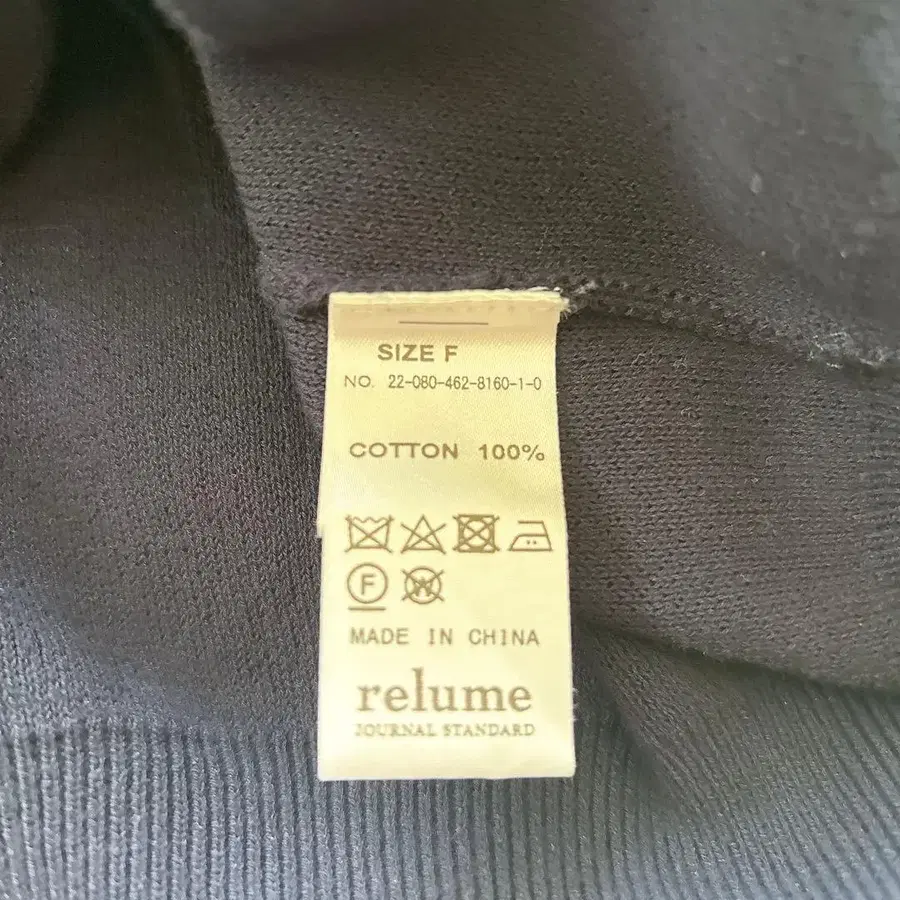 SIZE F
NO. 22-080-462-8160-1-0
COTTON 100%
F W
MADE IN CHINA
relume
JOURNAL STANDARD